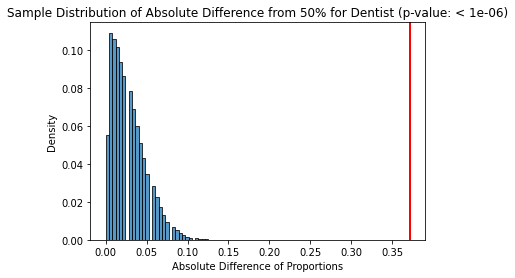 Sample Distribution of Absolute Difference from 50% for Dentist (p-value: < 1e-06)
0.10
0.08
0.06
0.04
0.02
0.00
Density
0.00 0.05 0.10 0.15 0.20 0.25 0.30 0.35
Absolute Difference of Proportions